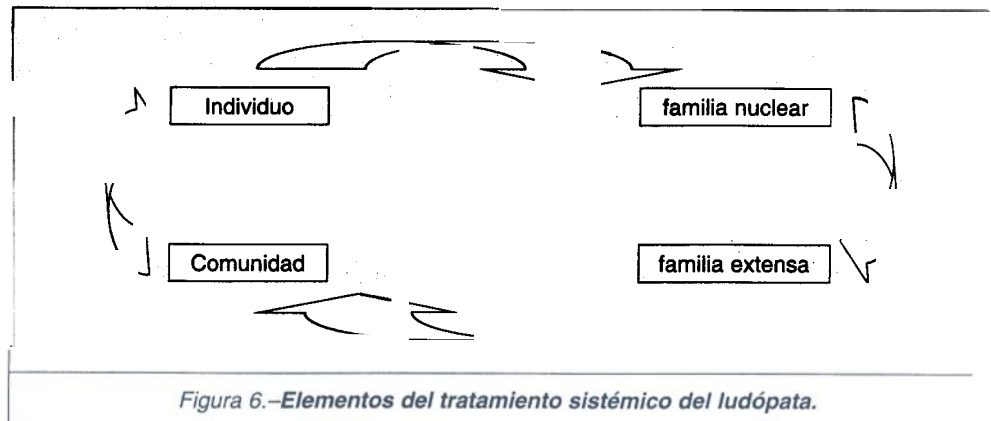 Individuo
familia nuclear
Comunidad
familia extensa
Figura 6.–Elementos del tratamiento sistémico del ludópata.